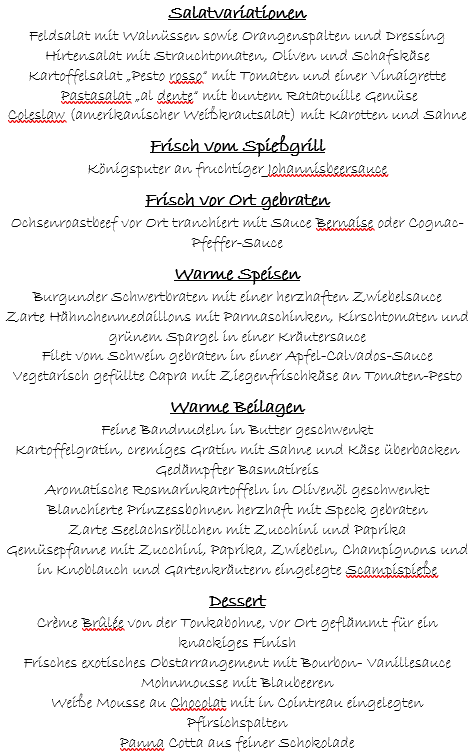 Salatvariationen
Feldsalat mit Walnüssen sowie Orangenspalten und Dressing
Hirtensalat mit Strauchtomaten, Oliven und Schafskäse
Kartoffelsalat „Pesto rosso“ mit Tomaten und einer Vinaigrette
Pastasalat „al dente“ mit buntem Ratatouille Gemüse
Coleslaw (amerikanischer Weißkrautsalat) mit Karotten und Sahne
Frisch vom Spießgrill
Königsputer an fruchtiger Johannisbeersauce
Frisch vor Ort gebraten
Ochsenroastbeef vor Ort tranchiert mit Sauce Bernaise oder Cognac-
Pfeffer-Sauce
Warme Speisen
Burgunder Schwertbraten mit einer herzhaften Zwiebelsauce
Zarte Hähnchenmedaillons mit Parmaschinken, Kirschtomaten und
grünem Spargel in einer Kräutersauce
Filet vom Schwein gebraten in einer Apfel-Calvados-Sauce
Vegetarisch gefüllte Capra mit Ziegenfrischkäse an Tomaten-Pesto
Warme Beilagen
Feine Bandnudeln in Butter geschwenkt
Kartoffelgratin, cremiges Gratin mit Sahne und Käse überbacken
Gedämpfter Basmatireis
Aromatische Rosmarinkartoffeln in Olivenöl geschwenkt
Blanchierte Prinzessbohnen herzhaft mit Speck gebraten
Zarte Seelachsröllchen mit Zucchini und Paprika
Gemüsepfanne mit Zucchini, Paprika, Zwiebeln, Champignons und
in Knoblauch und Gartenkräutern eingelegte Scampispieße
Dessert
Crème Brûlée von der Tonkabohne, vor Ort geflämmt für ein
knackiges Finish
Frisches exotisches Obstarrangement mit Bourbon- Vanillesauce
Mohnmousse mit Blaubeeren
Weiße Mousse au Chocolat mit in Cointreau eingelegten
Pfirsichspalten
Panna Cotta aus feiner Schokolade